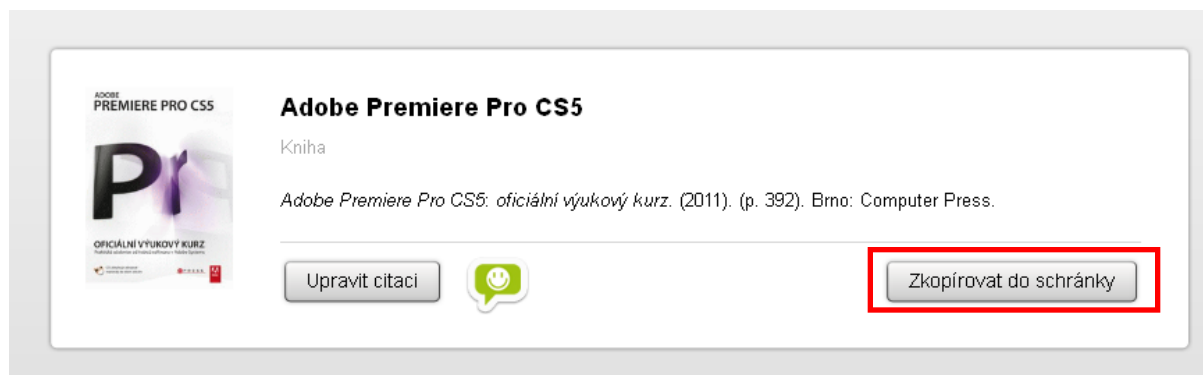 ADOBE
PREMIERE PRO CS5
Pr
OFICIÁLNÍ VÝUKOVÝ KURZ
Adobe Premiere Pro CS5
Kniha
Adobe Premiere Pro CS5: oficiální výukový kurz. (2011). (p. 392). Brno: Computer Press.
Upravit citaci
Zkopírovat do schránky